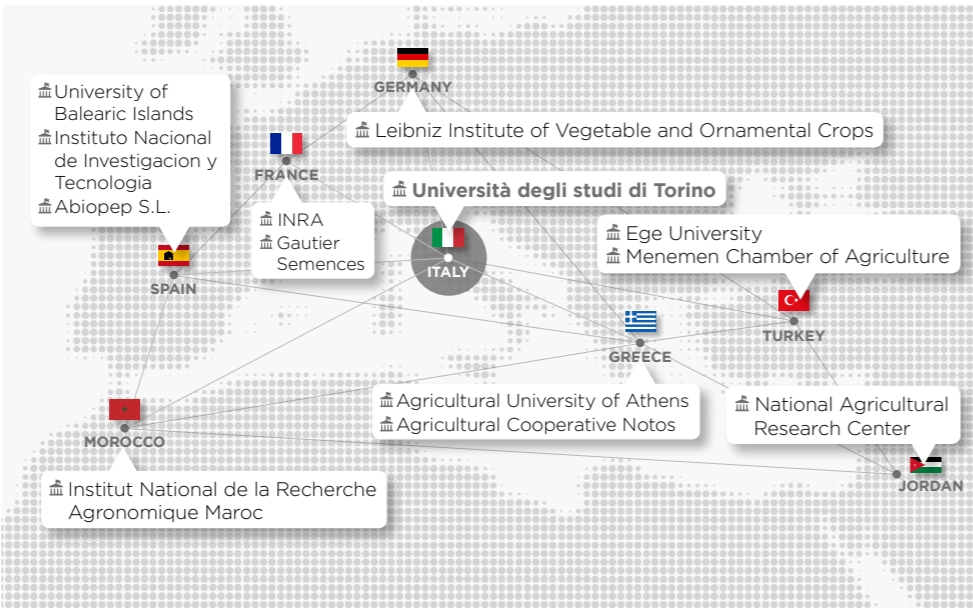 GERMANY
University of
Balearic Islands
Instituto Nacional
de Investigacion y
Tecnologia
Abiopep S.L.
Leibniz Institute of Vegetable and Ornamental Crops
FRANCE
Università degli studi di Torino
INRA
Gautier
Semences
Ege University
Menemen Chamber of Agriculture
ITALY
SPAIN
TURKEY
GREECE
Agricultural University of Athens
Agricultural Cooperative Notos
National Agricultural
Research Center
MOROCCO
JORDAN
Institut National de la Recherche
Agronomique Maroc